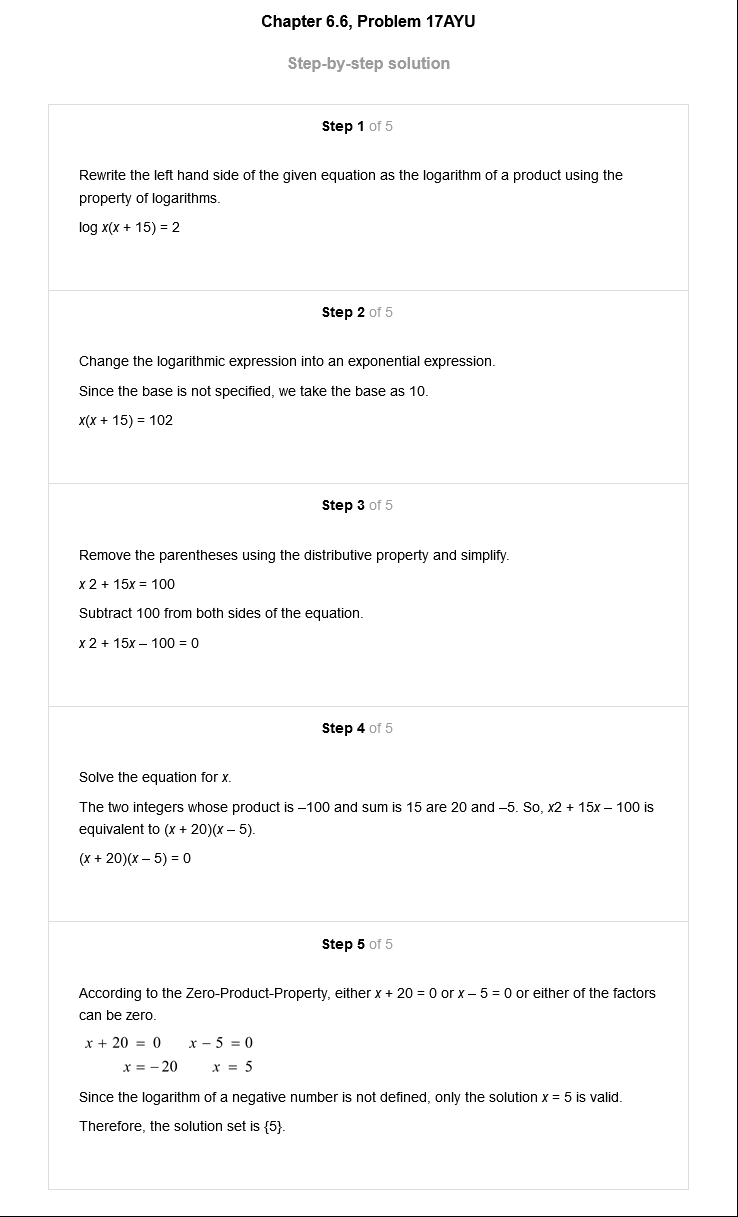 Chapter 6.6, Problem 17AYU
Step-by-step solution
Step 1 of 5
Rewrite the left hand side of the given equation as the logarithm of a product using the
property of logarithms.
log x(x + 15) = 2
Step 2 of 5
Change the logarithmic expression into an exponential expression.
Since the base is not specified, we take the base as 10.
x(x + 15) = 102
Step 3 of 5
Remove the parentheses using the distributive property and simplify.
x 2 + 15x = 100
Subtract 100 from both sides of the equation.
x 2 + 15x – 100 = 0
Step 4 of 5
Solve the equation for x.
The two integers whose product is –100 and sum is 15 are 20 and –5. So, x2 + 15x – 100 is
equivalent to (x + 20)(x – 5).
(x + 20)(x – 5) = 0
Step 5 of 5
According to the Zero-Product-Property, either x + 20 = 0 or x – 5 = 0 or either of the factors
can be zero.
x + 20 = 0 x − 5 = 0
x = −20 x = 5
Since the logarithm of a negative number is not defined, only the solution x = 5 is valid.
Therefore, the solution set is {5}.